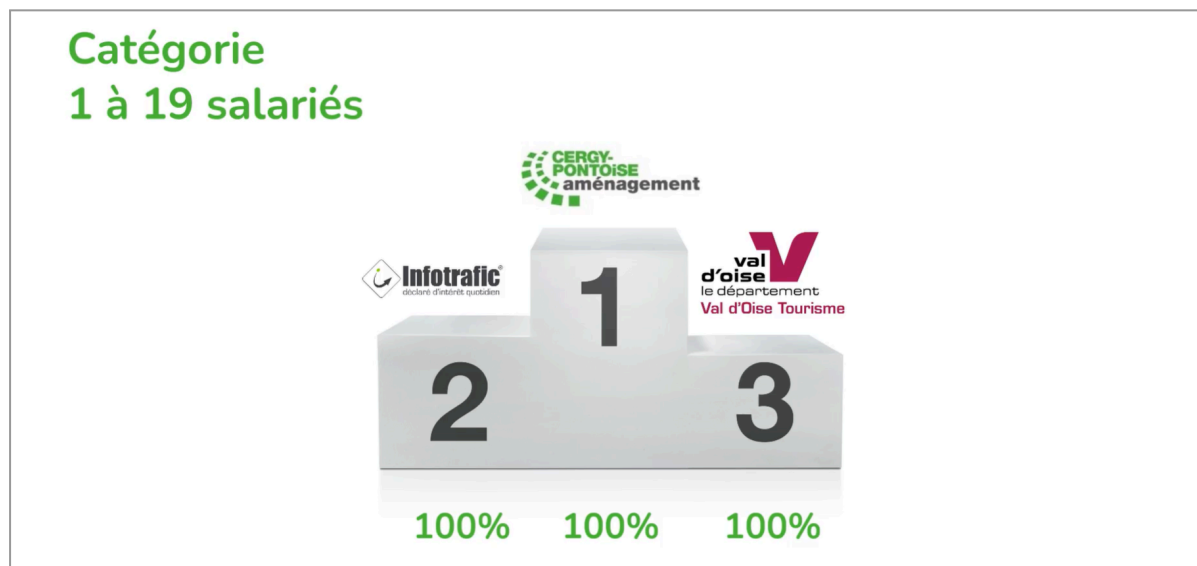 Catégorie
1 à 19 salariés
CERGY-
PONTOiSE
aménagement
Infotrafic®
déclaré d'intérêt quotidien
val
d'oise
le département
Val d'Oise Tourisme
1
2
3
100% 100% 100%